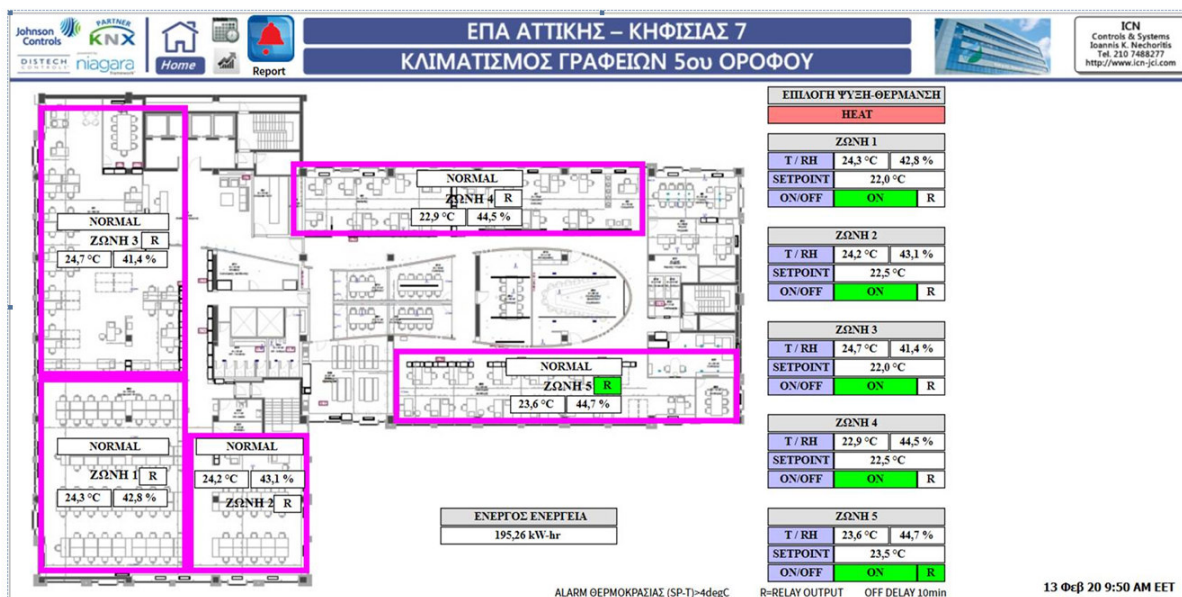 Johnson Controls
PARTNER
KNX
DISTECH CONTROLS
niagara framework
Home
Report
ΕΠΑ ΑΤΤΙΚΗΣ – ΚΗΦΙΣΙΑΣ 7
ΚΛΙΜΑΤΙΣΜΟΣ ΓΡΑΦΕΙΩΝ 5ου ΟΡΟΦΟΥ
ICN
Controls & Systems
Ioannis K. Nechoritis
Tel. 210 7488277
http://www.icn-jci.com
NORMAL
ΖΩΝΗ 3 R
24,7 °C 41,4 %
NORMAL
ΖΩΝΗ 4 R
22,9 °C 44,5 %
NORMAL
ΖΩΝΗ 5 R
23,6 °C 44,7 %
NORMAL
ΖΩΝΗ 1 R
24,3 °C 42,8 %
NORMAL
24,2 °C 43,1 %
ΖΩΝΗ 2 R
ΕΝΕΡΓΟΣ ΕΝΕΡΓΕΙΑ
195,26 kW-hr
ΕΠΙΛΟΓΗ ΨΥΞΗ-ΘΕΡΜΑΝΣΗ
HEAT
ΖΩΝΗ 1
T / RH 24,3 °C 42,8 %
SETPOINT 22,0 °C
ON/OFF ON R
ΖΩΝΗ 2
T / RH 24,2 °C 43,1 %
SETPOINT 22,5 °C
ON/OFF ON R
ΖΩΝΗ 3
T / RH 24,7 °C 41,4 %
SETPOINT 22,0 °C
ON/OFF ON R
ΖΩΝΗ 4
T / RH 22,9 °C 44,5 %
SETPOINT 22,5 °C
ON/OFF ON R
ΖΩΝΗ 5
T / RH 23,6 °C 44,7 %
SETPOINT 23,5 °C
ON/OFF ON R
ALARM ΘΕΡΜΟΚΡΑΣΙΑΣ (SP-T)>4degC R=RELAY OUTPUT OFF DELAY 10min
13 Φεβ 20 9:50 AM EET